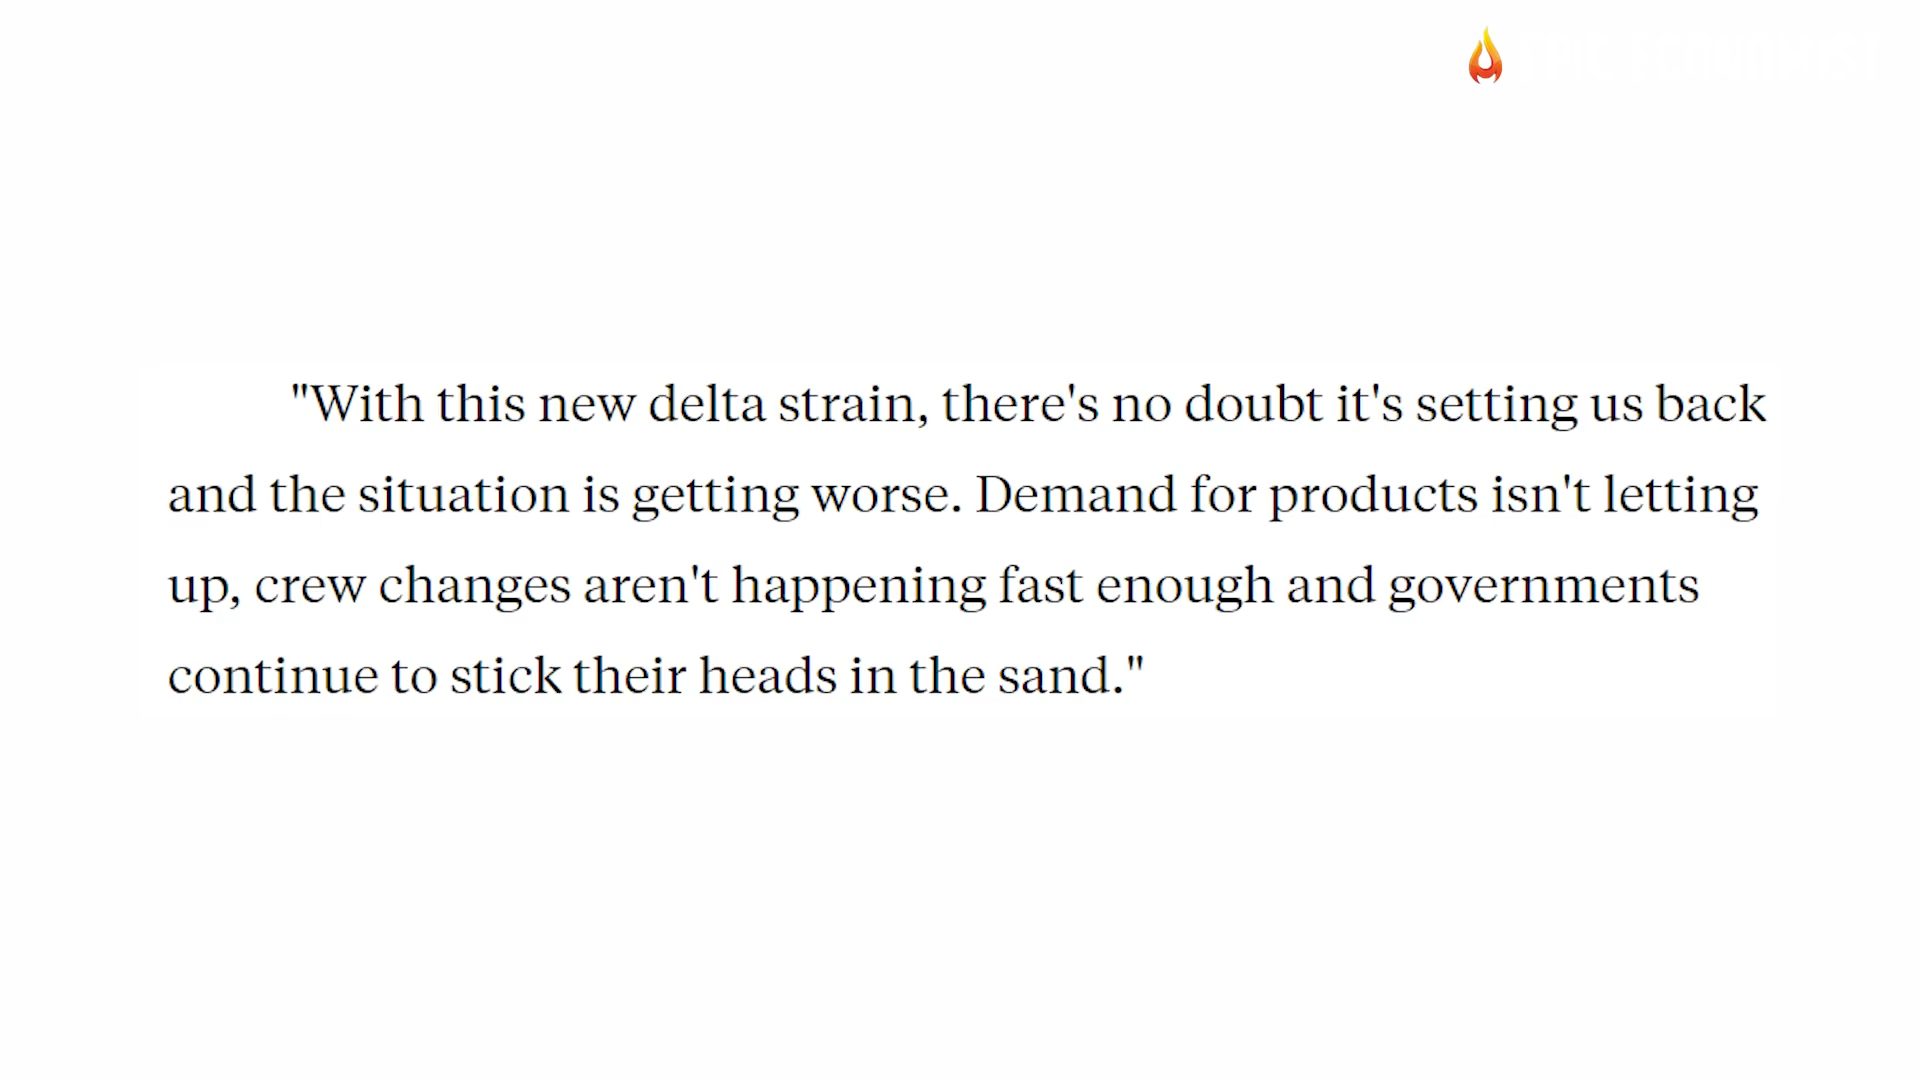 "With this new delta strain, there's no doubt it's setting us back
and the situation is getting worse. Demand for products isn't letting
up, crew changes aren't happening fast enough and governments
continue to stick their heads in the sand."